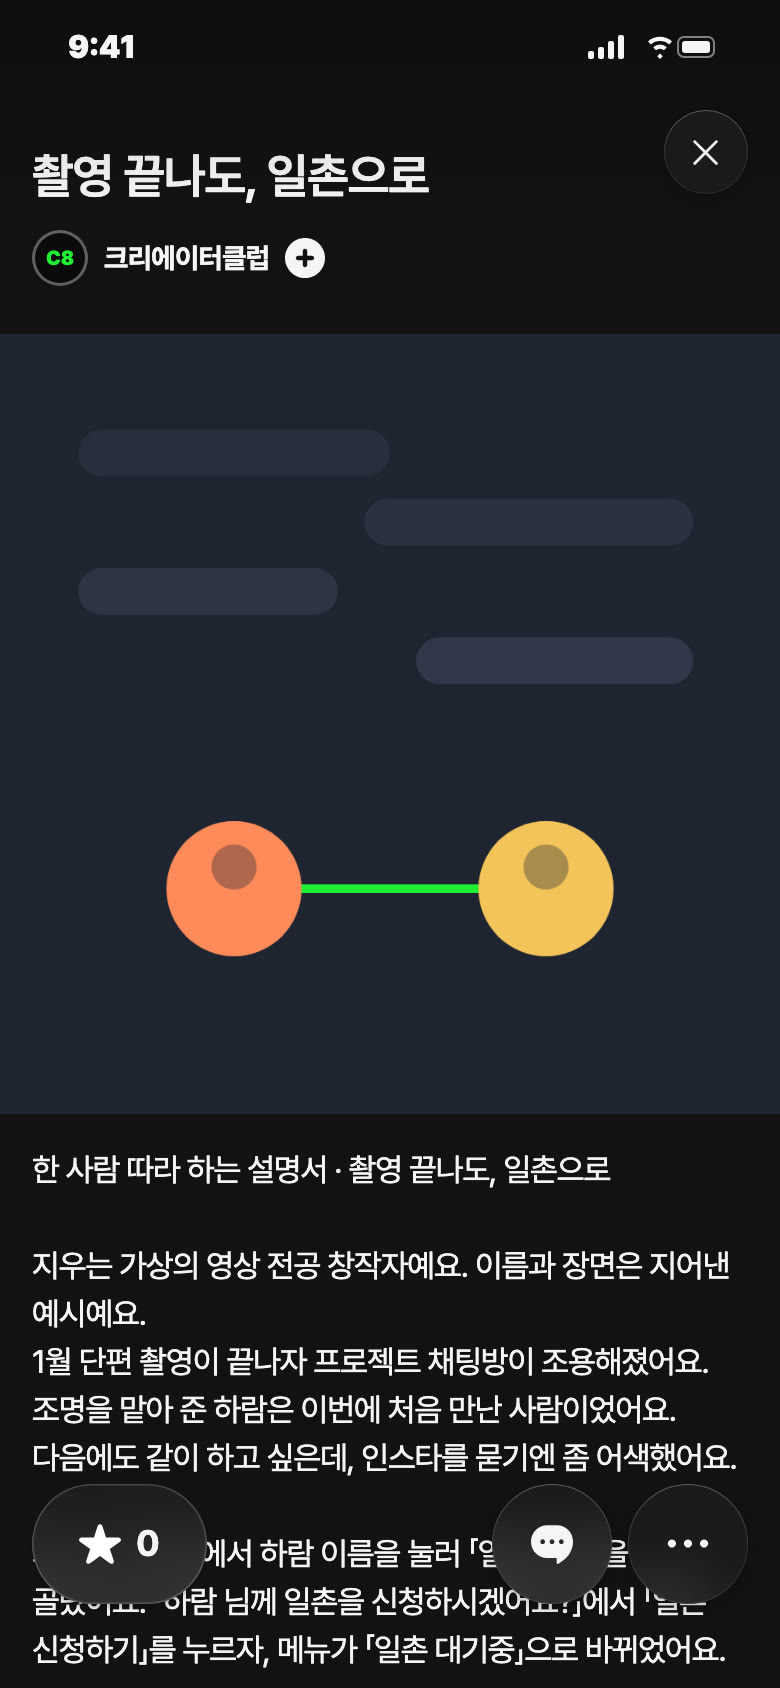 9:41
촬영 끝나도, 일촌으로
C8 크리에이터클럽
한 사람 따라 하는 설명서 · 촬영 끝나도, 일촌으로
지우는 가상의 영상 전공 창작자예요. 이름과 장면은 지어낸
예시예요.
1월 단편 촬영이 끝나자 프로젝트 채팅방이 조용해졌어요.
조명을 맡아 준 하람은 이번에 처음 만난 사람이었어요.
다음에도 같이 하고 싶은데, 인스타를 묻기엔 좀 어색했어요.
0
에서 하람 이름을 눌러
하람 님께 일촌을 신청하시겠어요?」에서 「일촌
신청하기」를 누르자, 메뉴가 「일촌 대기중」으로 바뀌었어요.